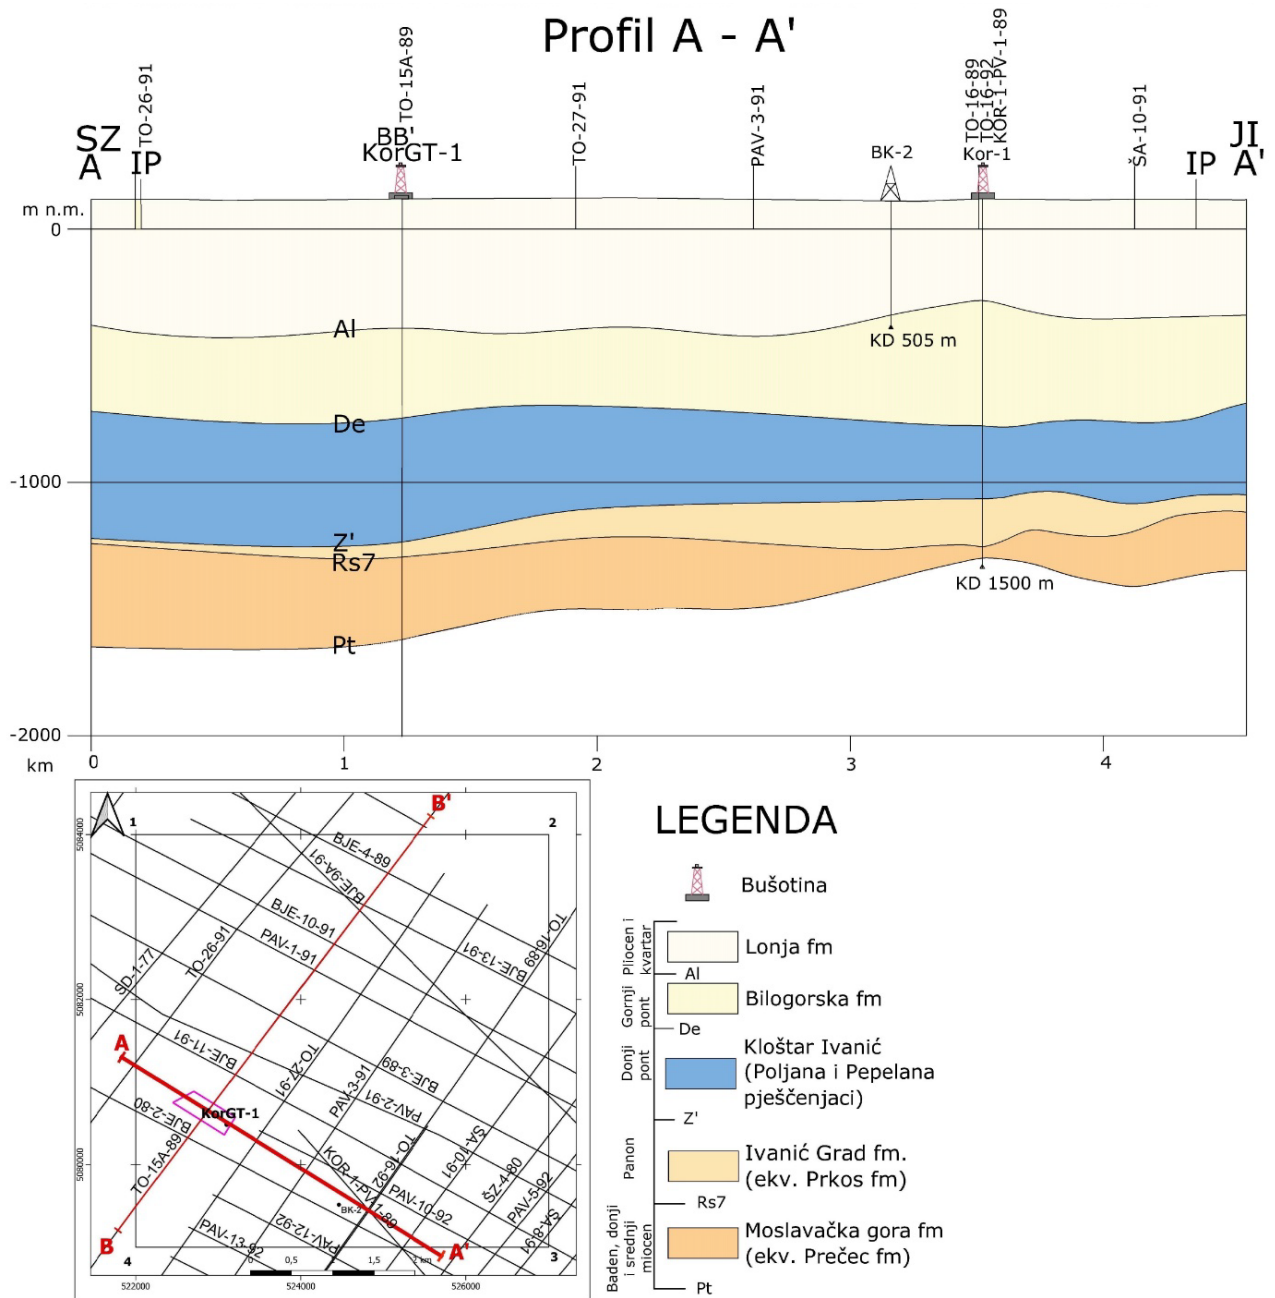 Profil A - A'
SZ
A
IP
TO-26-91
BB'
KorGT-1
TO-15A-89
TO-27-91
PAV-3-91
BK-2
TO-16-89
TO-16-92
KOR-1-PV-1-89
Kor-1
ŠA-10-91
IP
JI
A'
m n.m.
0
Al
KD 505 m
De
-1000
Z'
Rs7
KD 1500 m
Pt
-2000
km
0
1
2
3
4
1
2
B'
5084000
BJE-4-89
BJE-9A-91
BJE-10-91
PAV-1-91
TO-26-91
SD-1-77
BJE-13-91
TO-16-89
5082000
A
BJE-11-91
TO-27-91
BJE-3-89
PAV-3-91
PAV-2-91
BJE-2-80
KorGT-1
TO-15A-89
5080000
TO-16-92
ŠA-10-91
KOR-1-PV-1-89
ŠZ-4-80
PAV-5-92
PAV-10-92
BK-2
ŠA-8-91
PAV-12-92
PAV-13-92
B
A'
4
3
0
0,5
1
1,5
2 km
522000
524000
526000
LEGENDA
Bušotina
Pliocen i
kvartar
Lonja fm
Al
Gornji
pont
Bilogorska fm
De
Donji
pont
Kloštar Ivanić
(Poljana i Pepelana
pješčenjaci)
Z'
Panon
Ivanić Grad fm.
(ekv. Prkos fm)
Rs7
Baden, donji
i srednji
miocen
Moslavačka gora fm
(ekv. Prečec fm)
Pt